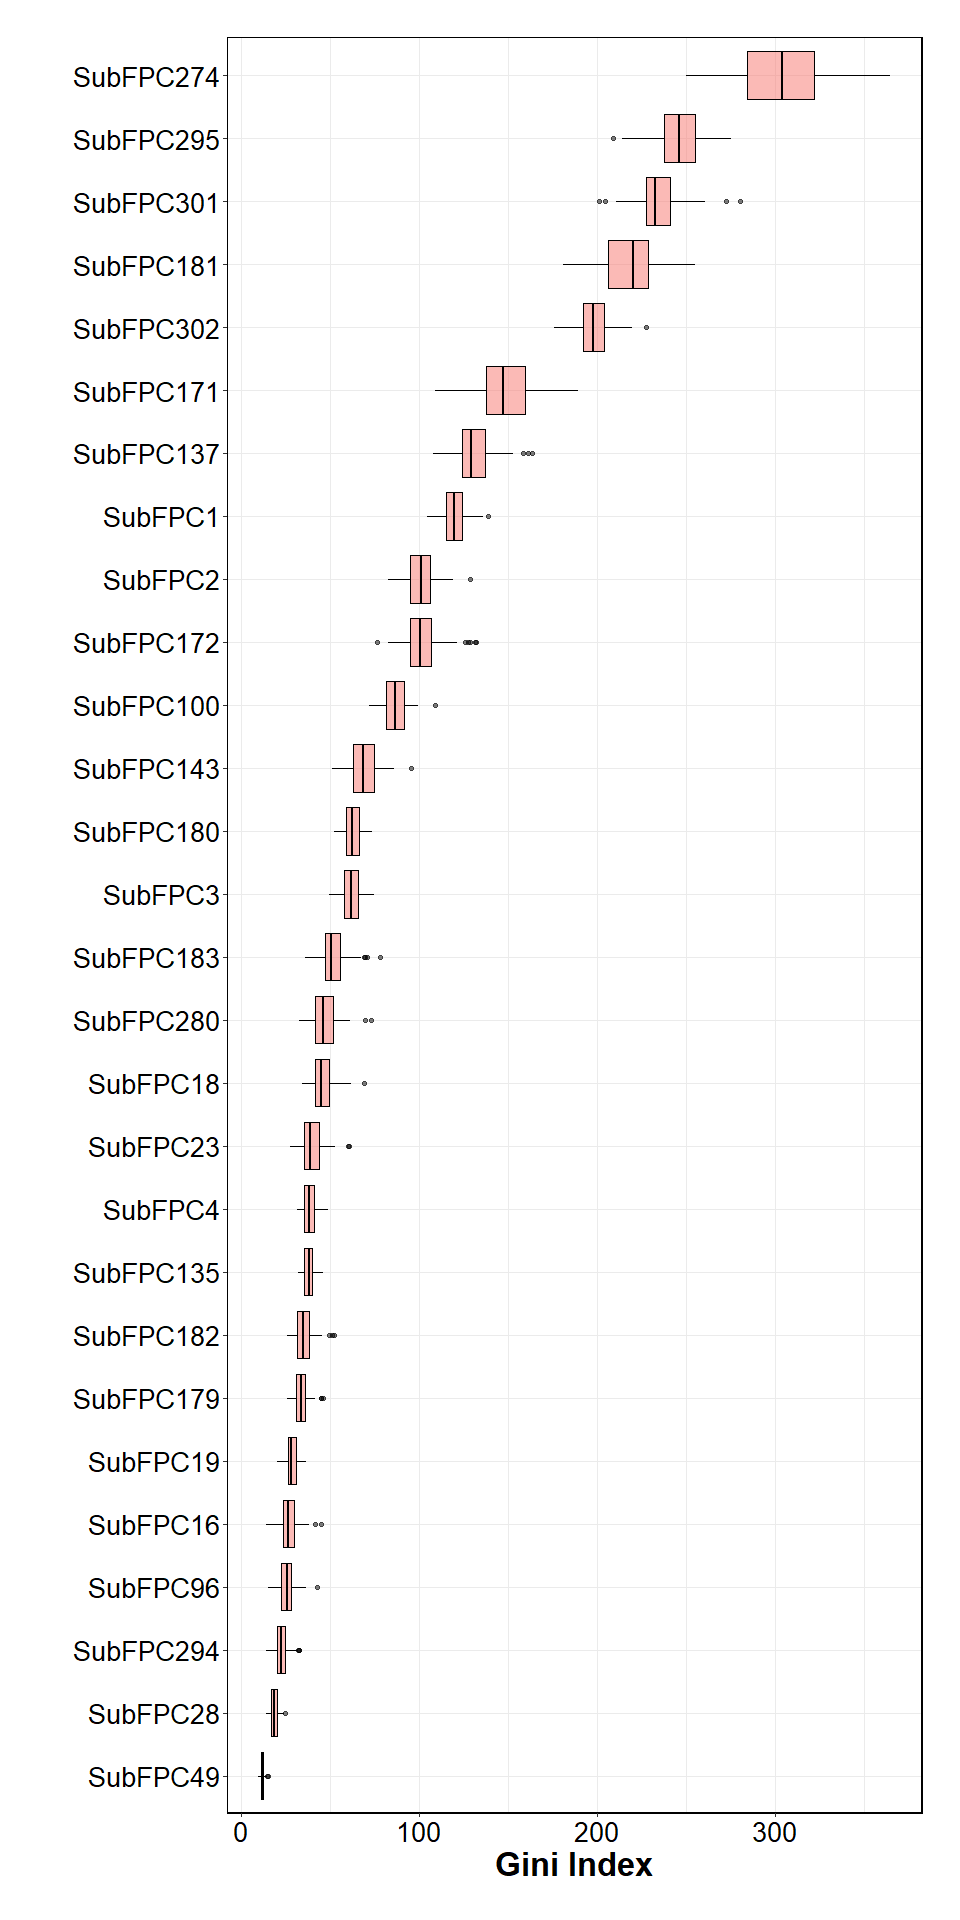 SubFPC274
SubFPC295
SubFPC301
SubFPC181
SubFPC302
SubFPC171
SubFPC137
SubFPC1
SubFPC2
SubFPC172
SubFPC100
SubFPC143
SubFPC180
SubFPC3
SubFPC183
SubFPC280
SubFPC18
SubFPC23
SubFPC4
SubFPC135
SubFPC182
SubFPC179
SubFPC19
SubFPC16
SubFPC96
SubFPC294
SubFPC28
SubFPC49
0 100 200 300
Gini Index